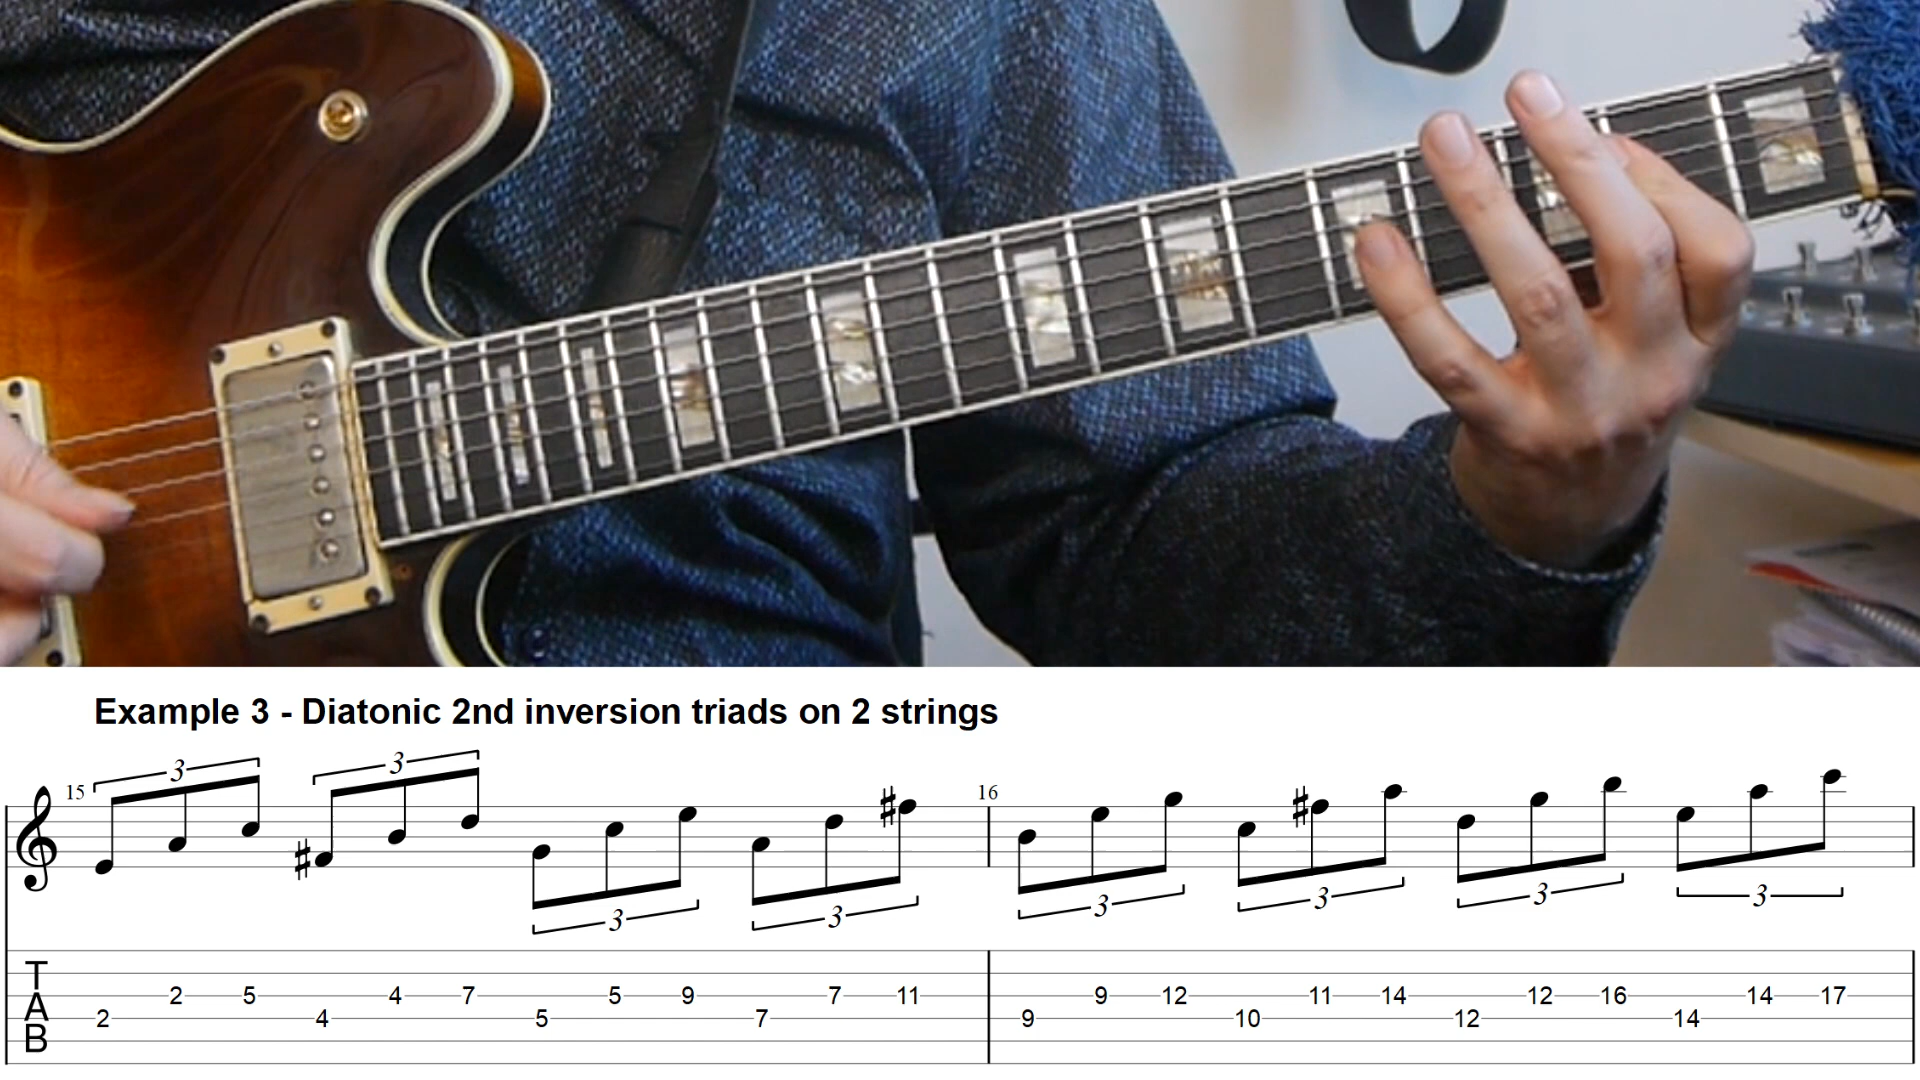 Example 3 - Diatonic 2nd inversion triads on 2 strings
3 3
15 16
3 3 3 3 3 3
T
A
B
2 5 4 7 5 9 7 11 9 12 11 14 12 16 14 17
2 4 5 7 9 10 12 14